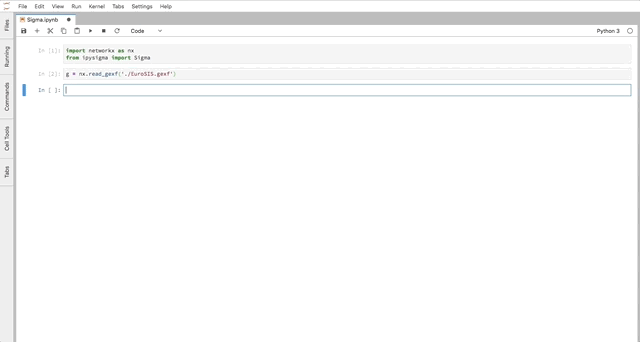 File Edit View Run Kernel Tabs Settings Help
Files
Running
Commands
Cell Tools
Tabs
Sigma.ipynb
Code
Python 3
In [1]:
import networkx as nx
from ipysigma import Sigma
In [2]:
g = nx.read_gexf('./EuroSIS.gexf')
In [ ]: